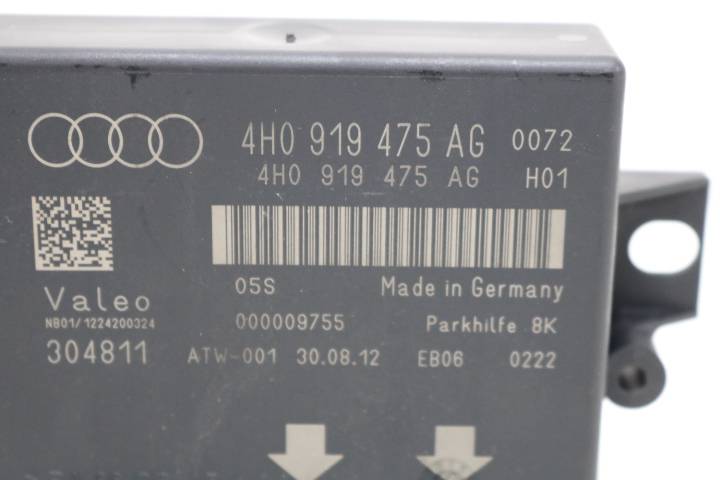 4H0 919 475 AG 0072
4H0 919 475 AG H01
05S Made in Germany
Valeo
NB01/1224200324
000009755 Parkhilfe 8K
304811
ATW-001 30.08.12 EB06 0222